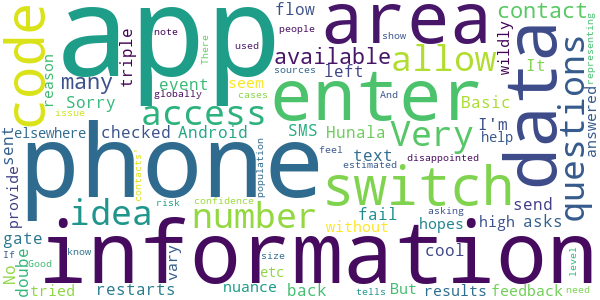 code
app
area
flow
contact
note
people
show
There
used
reason
triple
available
left
allow
wildly
It
sources
globally
cases
representing
many
event
seem
Basic
data
questions
Sorry
access
enter
And
issue
elsewhere
checked
Android
SMS
Hunala
Very
I'm
help
answered
sent
phone
text
feel
estimated
disappointed
contacts'
population
switch
without
provide
idea
number
fail
hopes
send
high
asks
risk
confidence
asking
gate
No
If
doube
vary
information
cool
level
Good
know
size
tells
need
tried
restarts
nuance
etc
back
But
results
feedback